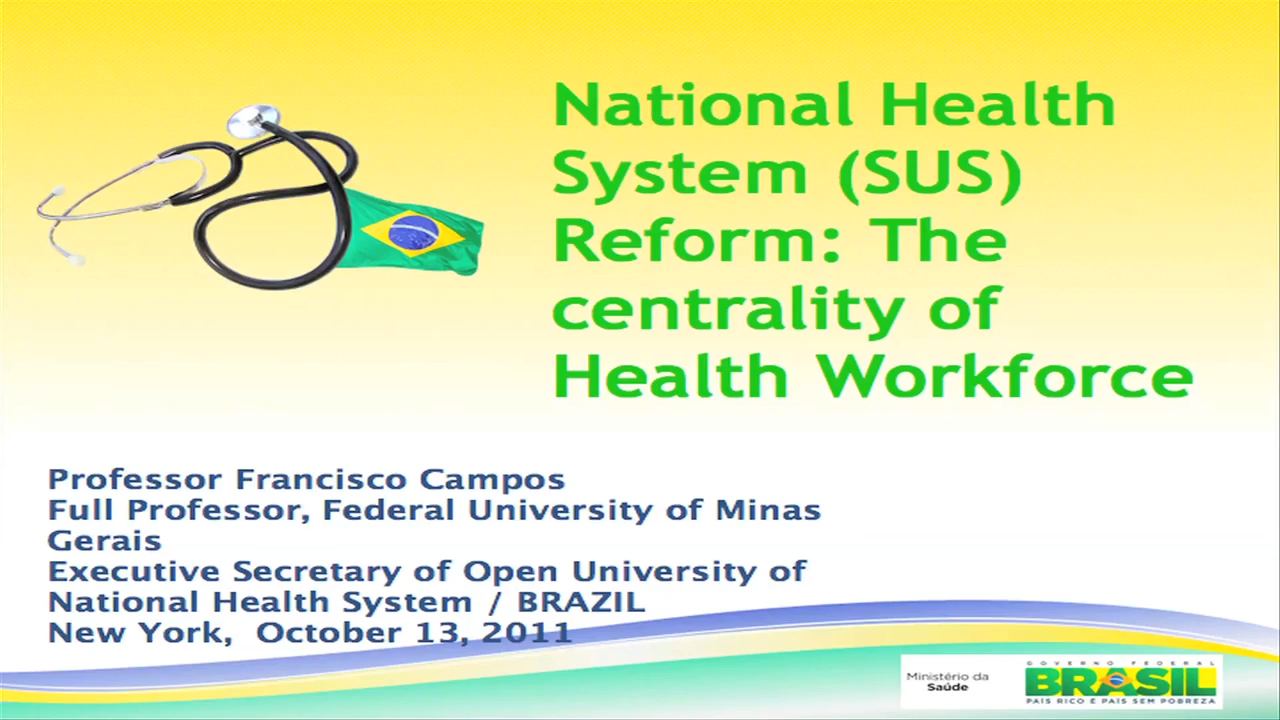 National Health
System (SUS)
Reform: The
centrality of
Health Workforce
Professor Francisco Campos
Full Professor, Federal University of Minas
Gerais
Executive Secretary of Open University of
National Health System / BRAZIL
New York,  October 13, 2011
Ministério da
Saúde
GOVERNO FEDERAL
BRASIL
PAÍS RICO É PAÍS SEM POBREZA